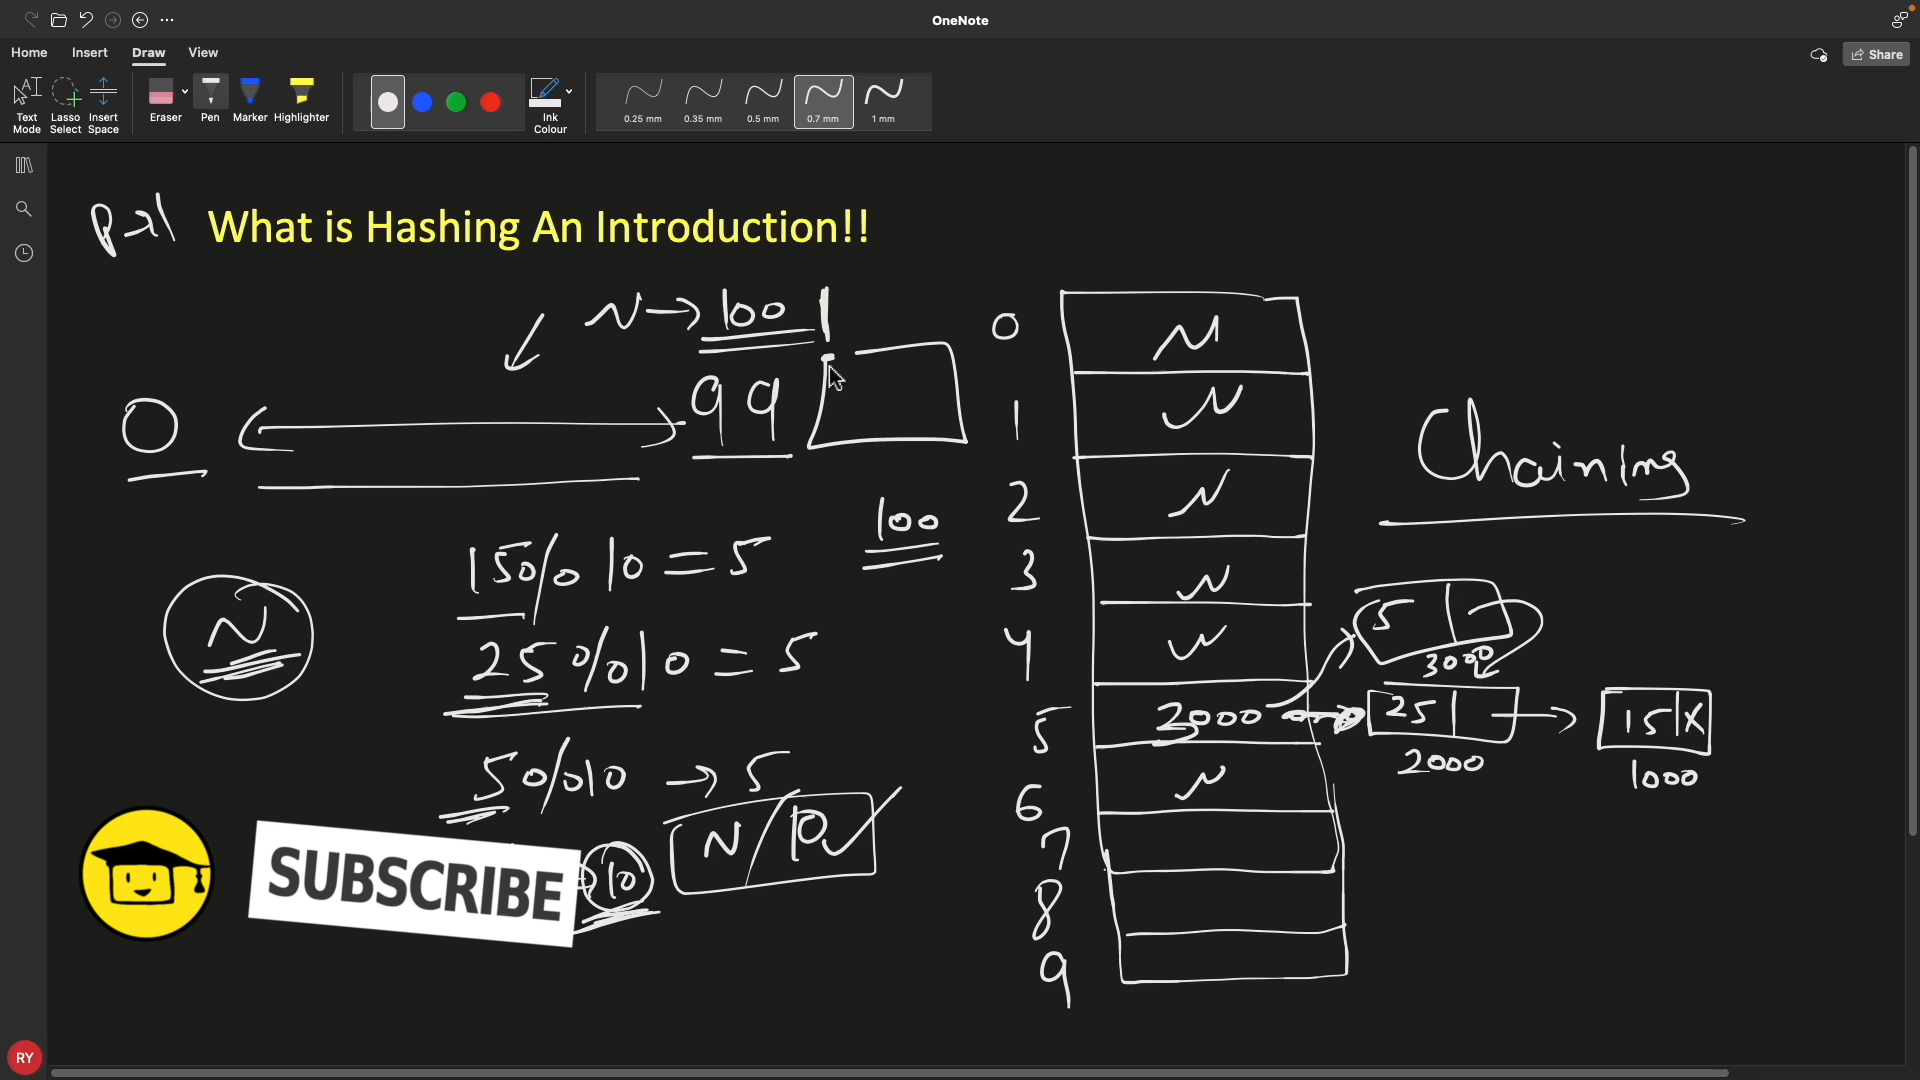 OneNote
Home Insert Draw View
Share
Text Mode
Lasso Select
Insert Space
Eraser
Pen
Marker
Highlighter
Ink Colour
0.25 mm
0.35 mm
0.5 mm
0.7 mm
1 mm
What is Hashing An Introduction!!
N → 100
0
99
100
15 % 10 = 5
25 % 10 = 5
5 % 10 → 5
N
N/10
10
SUBSCRIBE
0 N
1 N
2 N
3 N
4 N
5 2000
6 N
7
8
9
Chaining
5
3000
25
2000
15 X
1000
RY